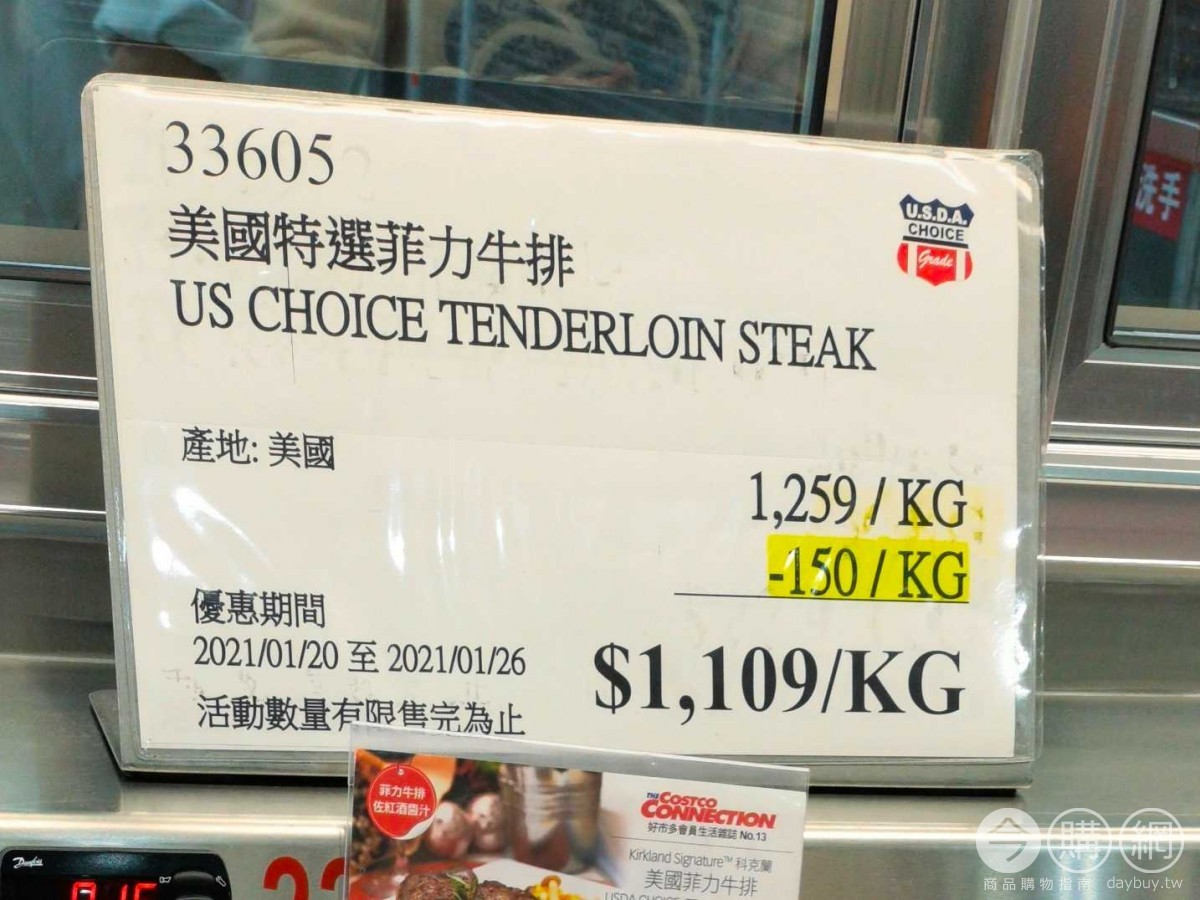 33605
美國特選菲力牛排
US CHOICE TENDERLOIN STEAK
U.S.D.A.
CHOICE
Grade
產地: 美國
1,259 / KG
-150 / KG
$1,109/KG
優惠期間
2021/01/20 至 2021/01/26
活動數量有限售完為止
洗手
菲力牛排
佐紅酒醬汁
THE COSTCO
CONNECTION
好市多會員生活雜誌 No.13
Kirkland Signature™ 科克蘭
美國菲力牛排
USDA CHOICE
Danfoss
今購網
商品購物指南 daybuy.tw